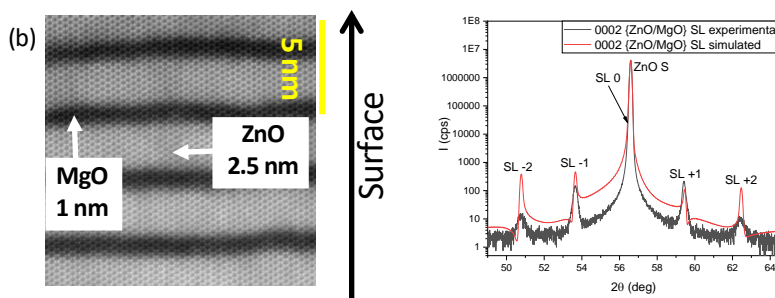 (b)
5 nm
ZnO
2.5 nm
MgO
1 nm
Surface
0002 {ZnO/MgO} SL experimenta
0002 {ZnO/MgO} SL simulated
1E8
1E7
1000000
100000
10000
1000
100
10
1
I (cps)
ZnO S
SL 0
SL -2
SL -1
SL +1
SL +2
50
52
54
56
58
60
62
64
2θ (deg)